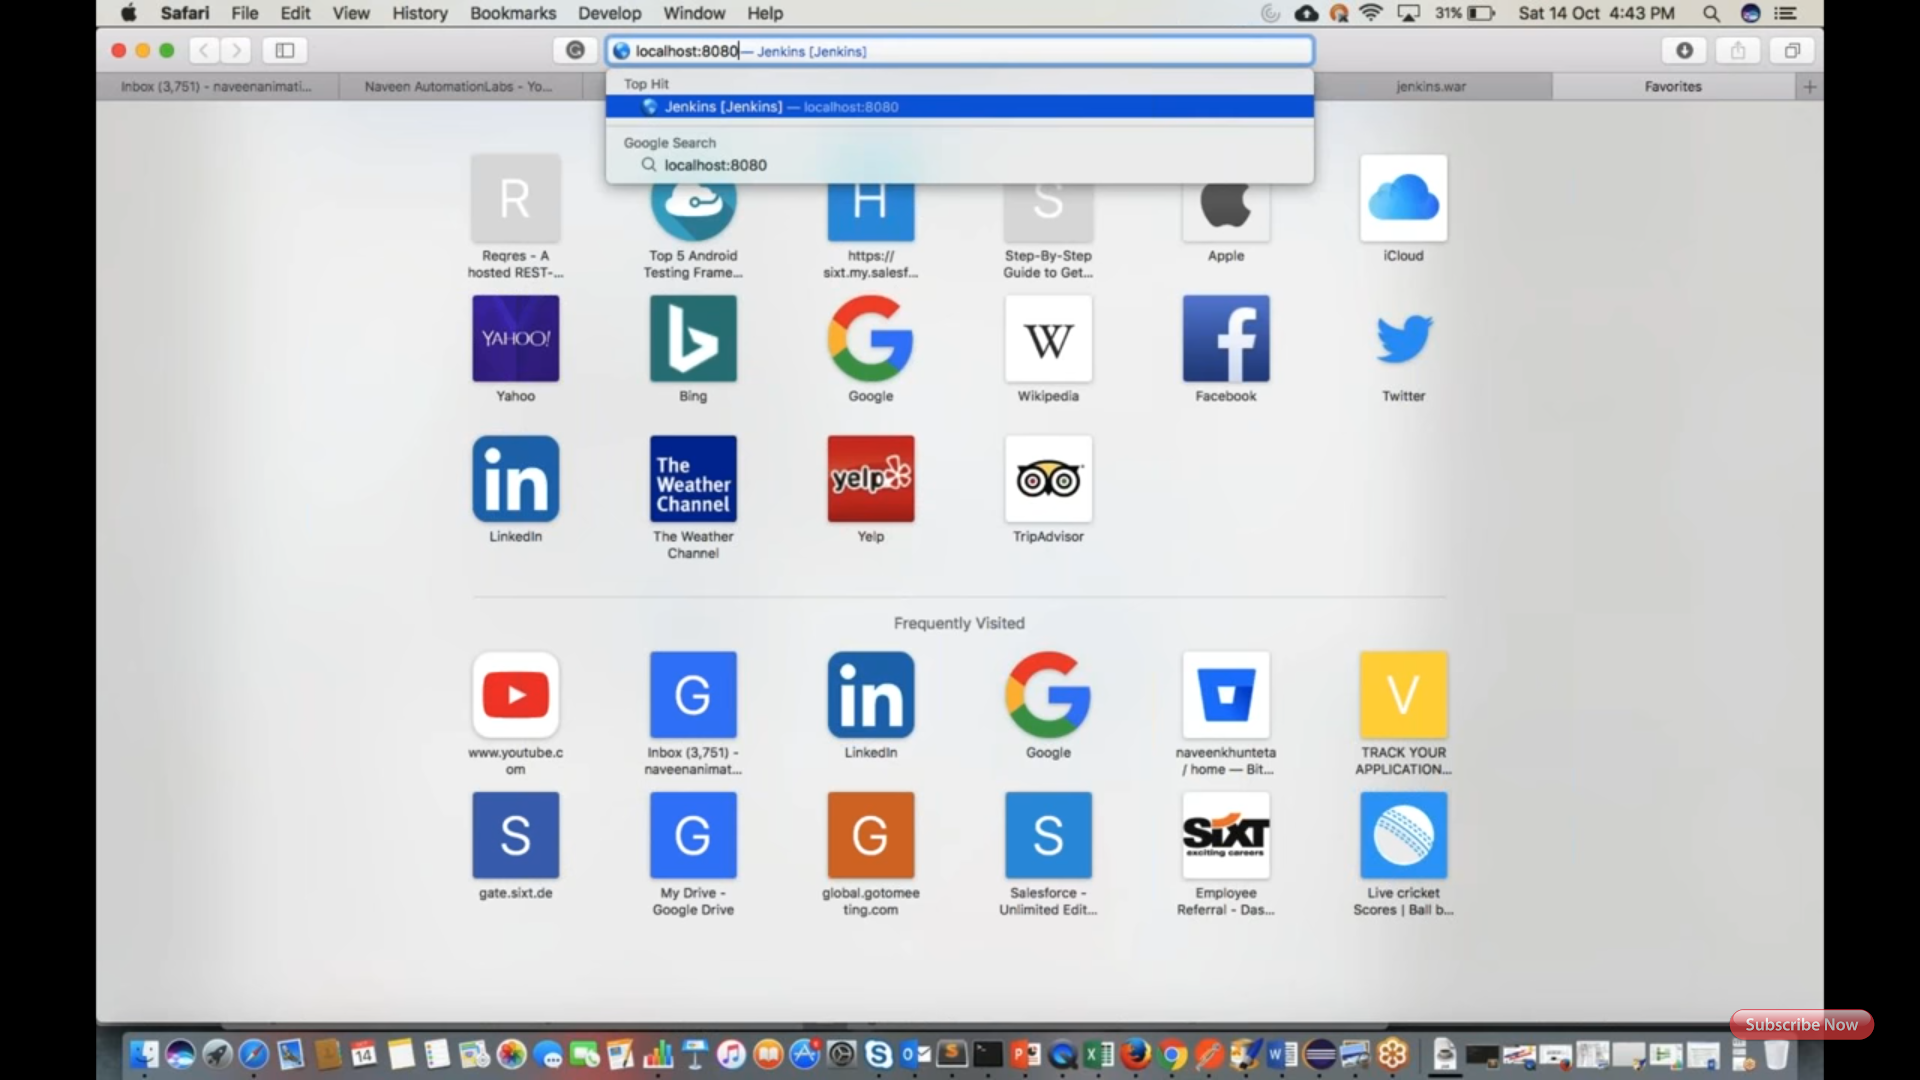 Safari File Edit View History Bookmarks Develop Window Help
31% Sat 14 Oct 4:43 PM
localhost:8080 — Jenkins [Jenkins]
Top Hit
Jenkins [Jenkins] — localhost:8080
Google Search
localhost:8080
Inbox (3,751) - naveenanimati...
Naveen AutomationLabs - Yo...
jenkins.war
Favorites
R
H
S
Reqres - A
hosted REST-...
Top 5 Android
Testing Frame...
https://
sixt.my.salesf...
Step-By-Step
Guide to Get...
Apple
iCloud
YAHOO!
W
Yahoo
Bing
Google
Wikipedia
Facebook
Twitter
in
The
Weather
Channel
yelp
LinkedIn
The Weather
Channel
Yelp
TripAdvisor
Frequently Visited
G
in
V
www.youtube.c
om
Inbox (3,751) -
naveenanimat...
LinkedIn
Google
naveenkhunteta
/ home — Bit...
TRACK YOUR
APPLICATION...
S
G
G
S
SIXT
exciting careers
gate.sixt.de
My Drive -
Google Drive
global.gotomee
ting.com
Salesforce -
Unlimited Edit...
Employee
Referral - Das...
Live cricket
Scores | Ball b...
Subscribe Now
14